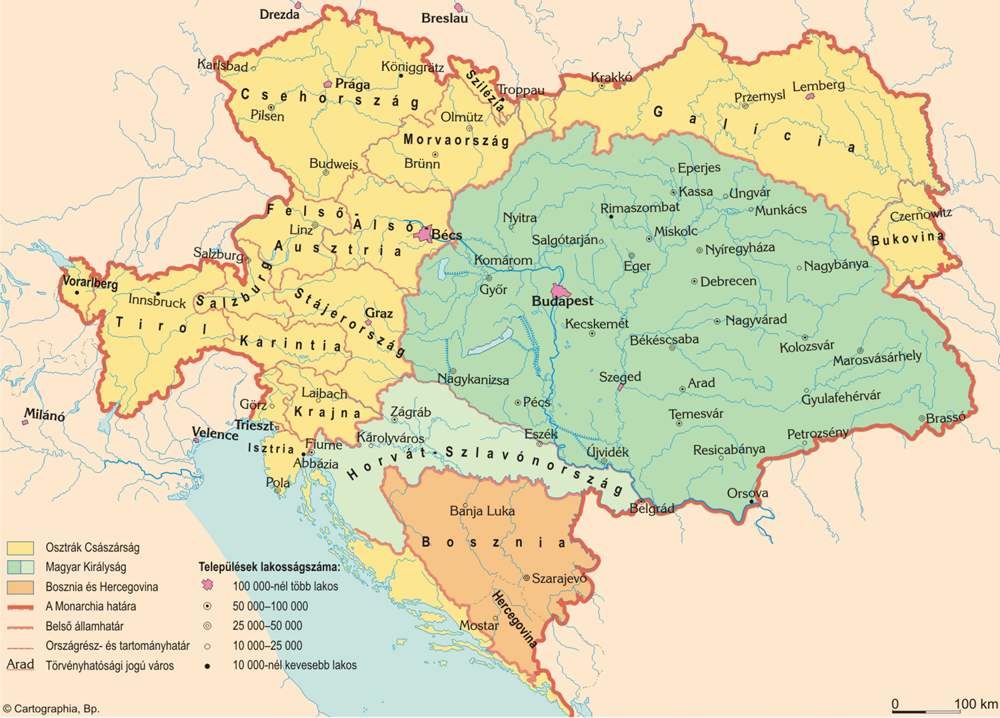 Drezda
Breslau
Karlsbad
Königgrätz
Prága
Csehország
Pilsen
Szilézia
Troppau
Krakkó
Przemysl
Lemberg
Galícia
Olmütz
Morvaország
Brünn
Budweis
Eperjes
Kassa
Ungvár
Munkács
Rimaszombat
Nyitra
Salgótarján
Miskolc
Czernowitz
Bukovina
Felső-
Alsó
Linz
Bécs
Ausztria
Salzburg
Komárom
Eger
Nyíregyháza
Nagybánya
Győr
Debrecen
Vorarlberg
Innsbruck
Salzburg
Tirol
Stájerország
Graz
Karintia
Budapest
Kecskemét
Békéscsaba
Nagyvárad
Kolozsvár
Marosvásárhely
Nagykanizsa
Szeged
Arad
Gyulafehérvár
Pécs
Temesvár
Brassó
Petrozsény
Resicabánya
Orsova
Laibach
Krajna
Görz
Trieszt
Milánó
Velence
Isztria
Fiume
Abbázia
Pola
Zágráb
Károlyváros
Eszék
Újvidék
Horvát-Szlavónország
Belgrád
Banja Luka
Bosznia
Szarajevó
Hercegovina
Mostar
Osztrák Császárság
Magyar Királyság
Bosznia és Hercegovina
A Monarchia határa
Belső államhatár
Országrész- és tartományhatár
Arad Törvényhatósági jogú város
Települések lakosságszáma:
100 000-nél több lakos
50 000–100 000
25 000–50 000
10 000–25 000
10 000-nél kevesebb lakos
© Cartographia, Bp.
0 100 km